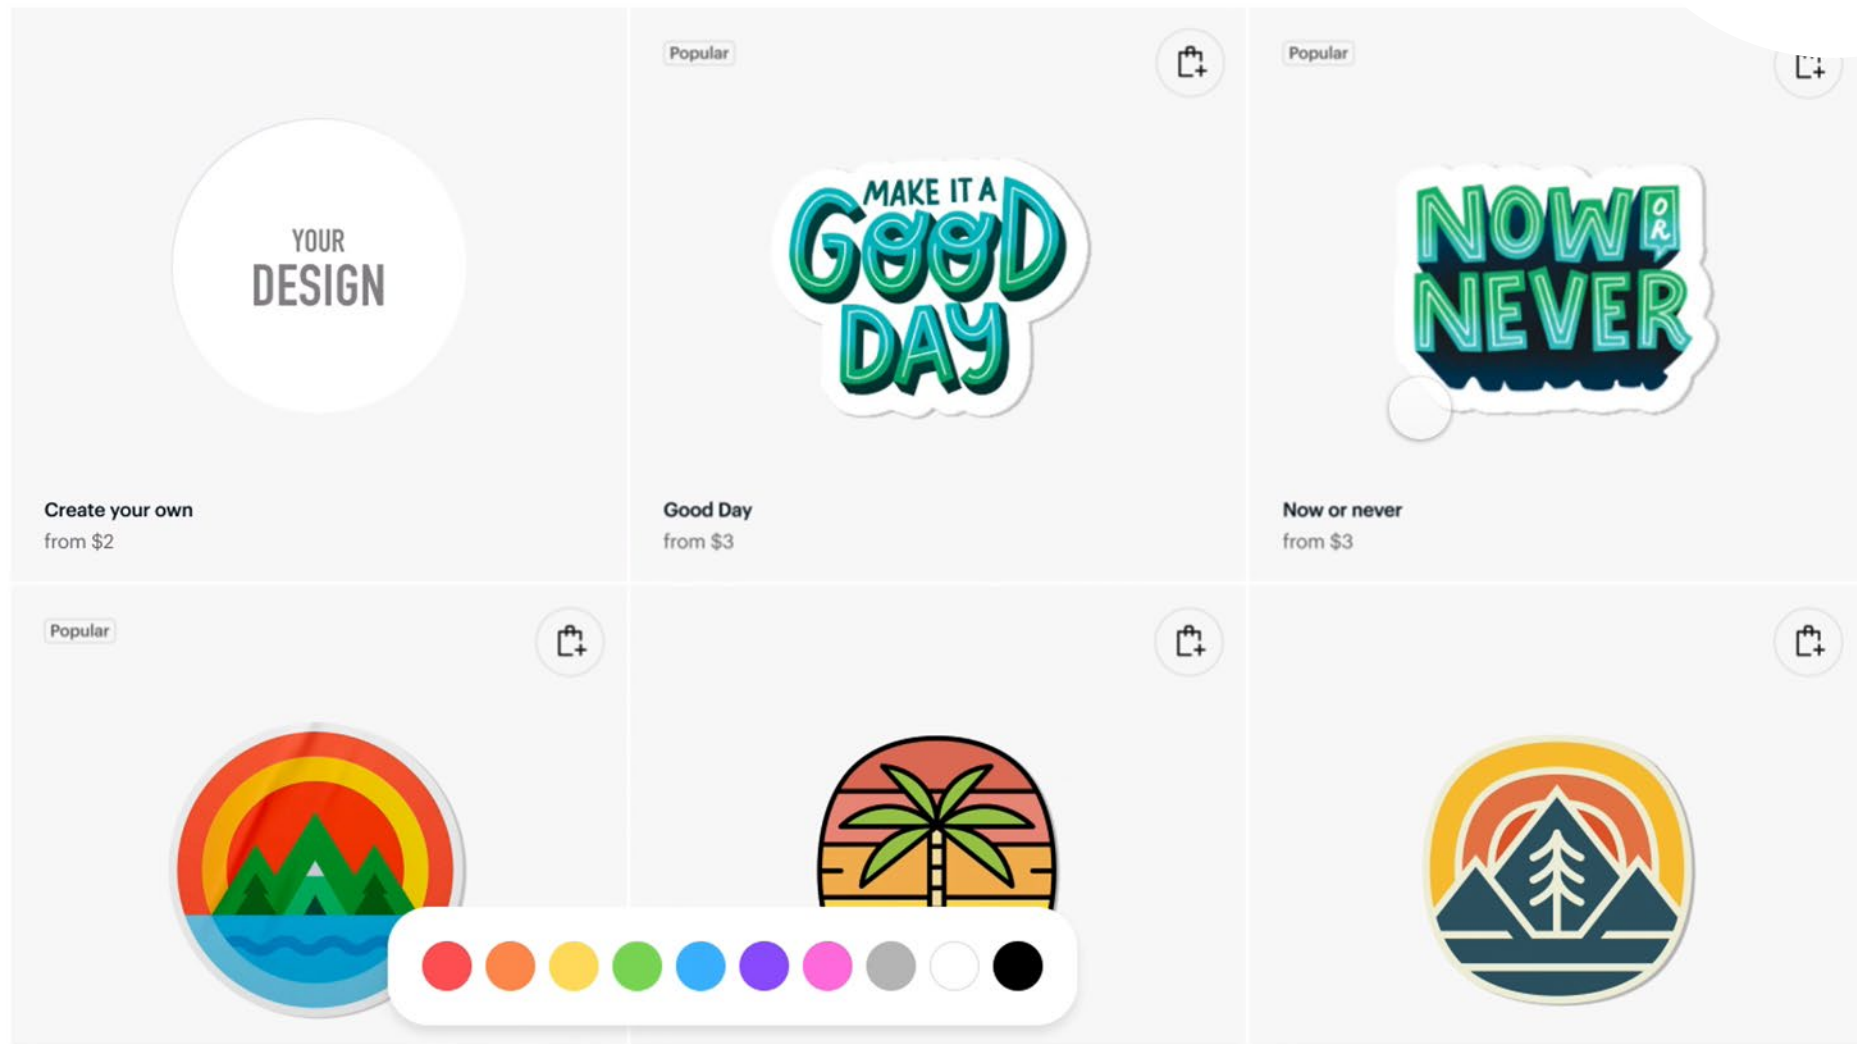 Popular
Popular
YOUR
DESIGN
MAKE IT A
GOOD
DAY
NOW OR
NEVER
Create your own
from $2
Good Day
from $3
Now or never
from $3
Popular